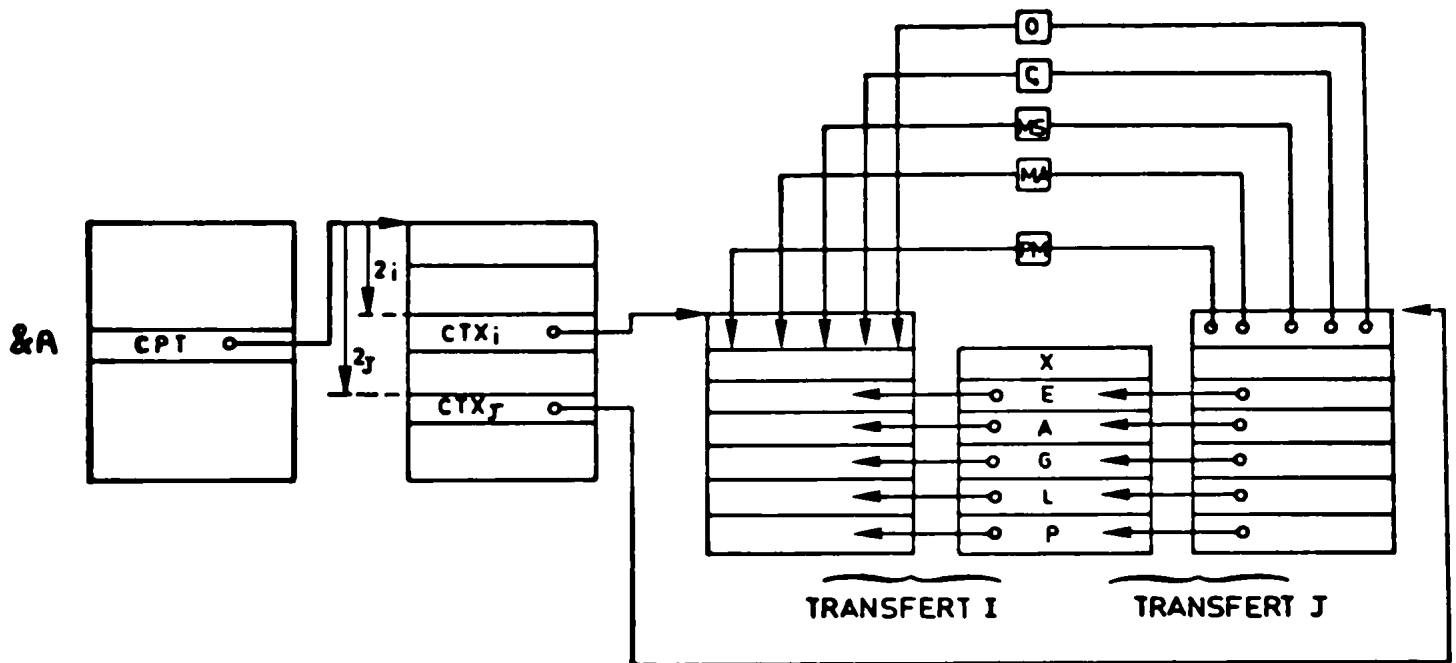 O
C
MS
MA
PM
2i
&A
CPT
CTXi
2J
CTXJ
X
E
A
G
L
P
TRANSFERT I
TRANSFERT J